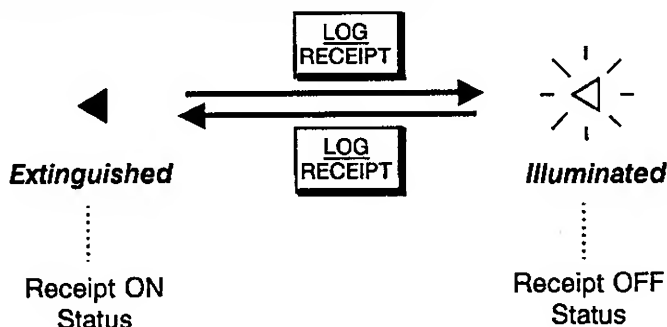 LOG
RECEIPT
LOG
RECEIPT
Extinguished
Illuminated
Receipt ON
Status
Receipt OFF
Status